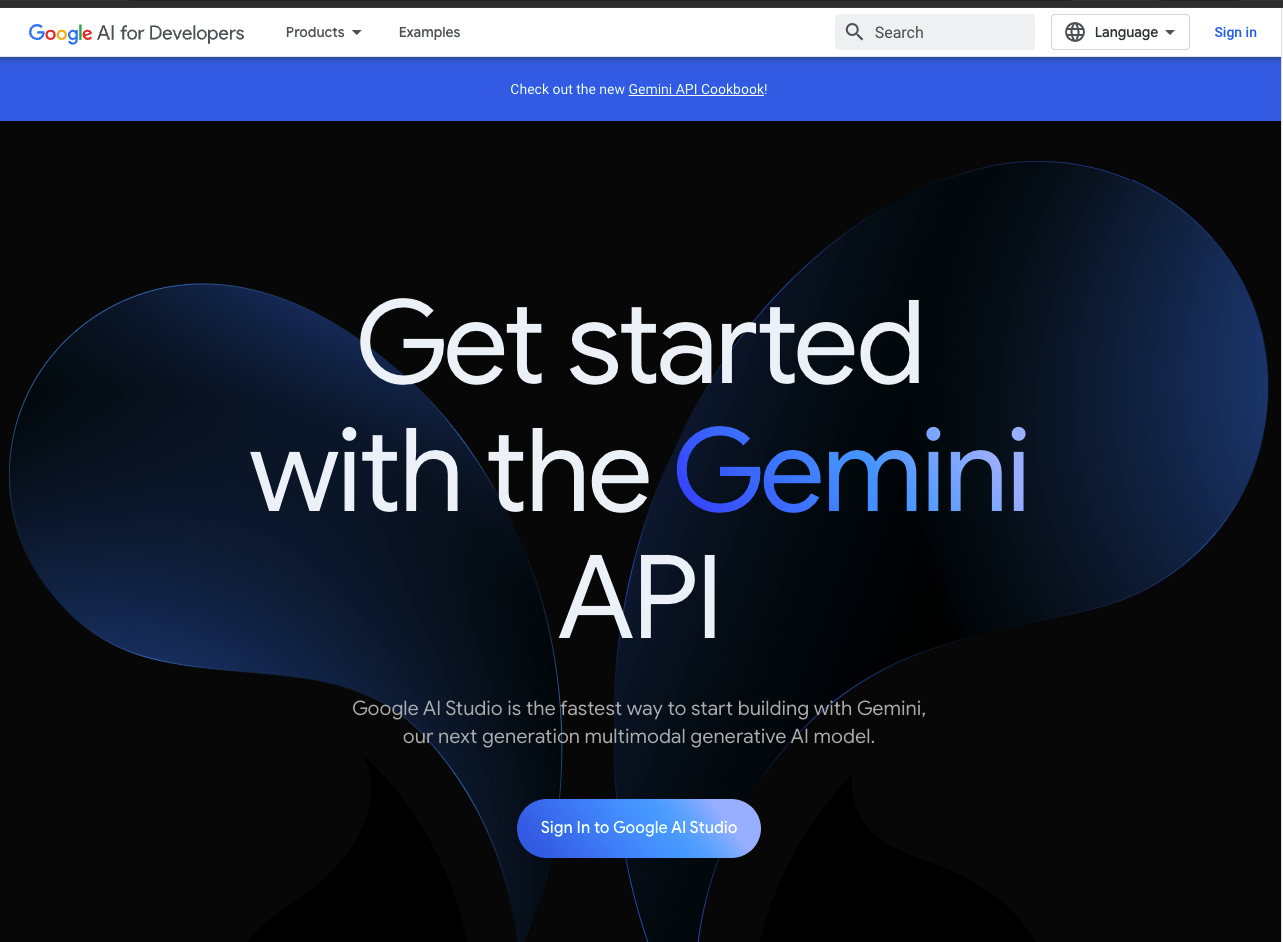 Google AI for Developers Products Examples Search Language Sign in
Check out the new Gemini API Cookbook!
Get started
with the Gemini
API
Google AI Studio is the fastest way to start building with Gemini,
our next generation multimodal generative AI model.
Sign In to Google AI Studio